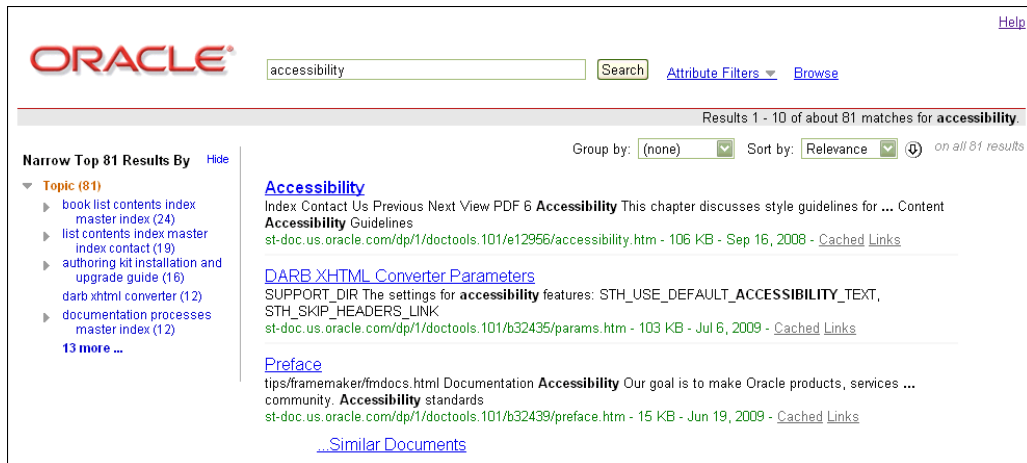 Help
ORACLE®
accessibility
Search
Attribute Filters
Browse
Results 1 - 10 of about 81 matches for accessibility.
Group by: (none) Sort by: Relevance on all 81 results
Narrow Top 81 Results By Hide
Topic (81)
book list contents index
master index (24)
list contents index master
index contact (19)
authoring kit installation and
upgrade guide (16)
darb xhtml converter (12)
documentation processes
master index (12)
13 more ...
Accessibility
Index Contact Us Previous Next View PDF 6 Accessibility This chapter discusses style guidelines for ... Content
Accessibility Guidelines
st-doc.us.oracle.com/dp/1/doctools.101/e12956/accessibility.htm - 106 KB - Sep 16, 2008 - Cached Links
DARB XHTML Converter Parameters
SUPPORT_DIR The settings for accessibility features: STH_USE_DEFAULT_ACCESSIBILITY_TEXT,
STH_SKIP_HEADERS_LINK
st-doc.us.oracle.com/dp/1/doctools.101/b32435/params.htm - 103 KB - Jul 6, 2009 - Cached Links
Preface
tips/framemaker/fmdocs.html Documentation Accessibility Our goal is to make Oracle products, services ...
community. Accessibility standards
st-doc.us.oracle.com/dp/1/doctools.101/b32439/preface.htm - 15 KB - Jun 19, 2009 - Cached Links
...Similar Documents